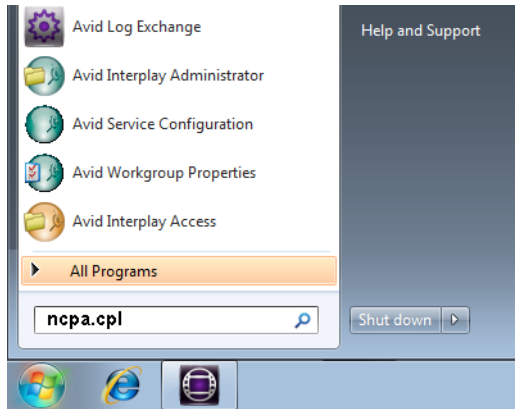 Avid Log Exchange
Help and Support
Avid Interplay Administrator
Avid Service Configuration
Avid Workgroup Properties
Avid Interplay Access
All Programs
ncpa.cpl
Shut down